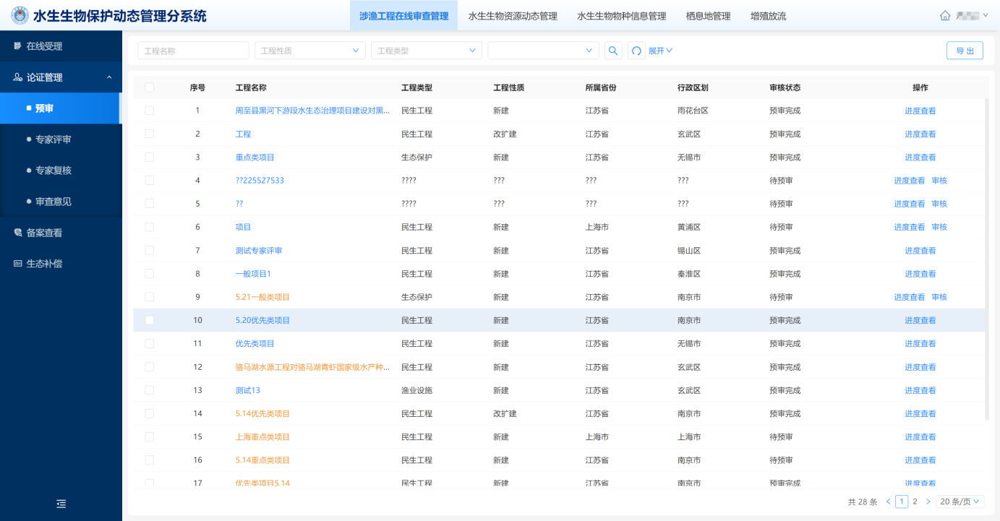 水生生物保护动态管理分系统
涉渔工程在线审查管理 水生生物资源动态管理 水生生物物种信息管理 栖息地管理 增殖放流
在线受理
论证管理
预审
专家评审
专家复核
审查意见
备案查看
生态补偿
工程名称 工程性质 工程类型 展开 导出
序号 工程名称 工程类型 工程性质 所属省份 行政区划 审核状态 操作
1 周至县黑河下游段水生态治理项目建设对黑... 民生工程 新建 江苏省 雨花台区 预审完成 进度查看
2 工程 民生工程 改扩建 江苏省 玄武区 预审完成 进度查看
3 重点类项目 生态保护 新建 江苏省 无锡市 预审完成 进度查看
4 ??225527533 ???? ??? ??? ??? 待预审 进度查看 审核
5 ?? ???? ??? ??? ??? 待预审 进度查看 审核
6 项目 民生工程 新建 上海市 黄浦区 待预审 进度查看 审核
7 测试专家评审 民生工程 新建 江苏省 锡山区 预审完成 进度查看
8 一般项目1 民生工程 新建 江苏省 秦淮区 预审完成 进度查看
9 5.21一般类项目 生态保护 新建 江苏省 南京市 待预审 进度查看 审核
10 5.20优先类项目 民生工程 新建 江苏省 南京市 预审完成 进度查看
11 优先类项目 民生工程 新建 江苏省 无锡市 预审完成 进度查看
12 骆马湖水源工程对骆马湖青虾国家级水产种... 民生工程 新建 江苏省 玄武区 预审完成 进度查看
13 测试13 渔业设施 新建 江苏省 玄武区 预审完成 进度查看
14 5.14优先类项目 民生工程 改扩建 江苏省 南京市 预审完成 进度查看
15 上海重点类项目 民生工程 新建 上海市 上海市 待预审 进度查看
16 5.14重点类项目 民生工程 新建 江苏省 南京市 待预审 进度查看
17 优先类项目5.14 民生工程 新建 江苏省 南京市 预审完成 进度查看
共 28 条 1 2 20 条/页